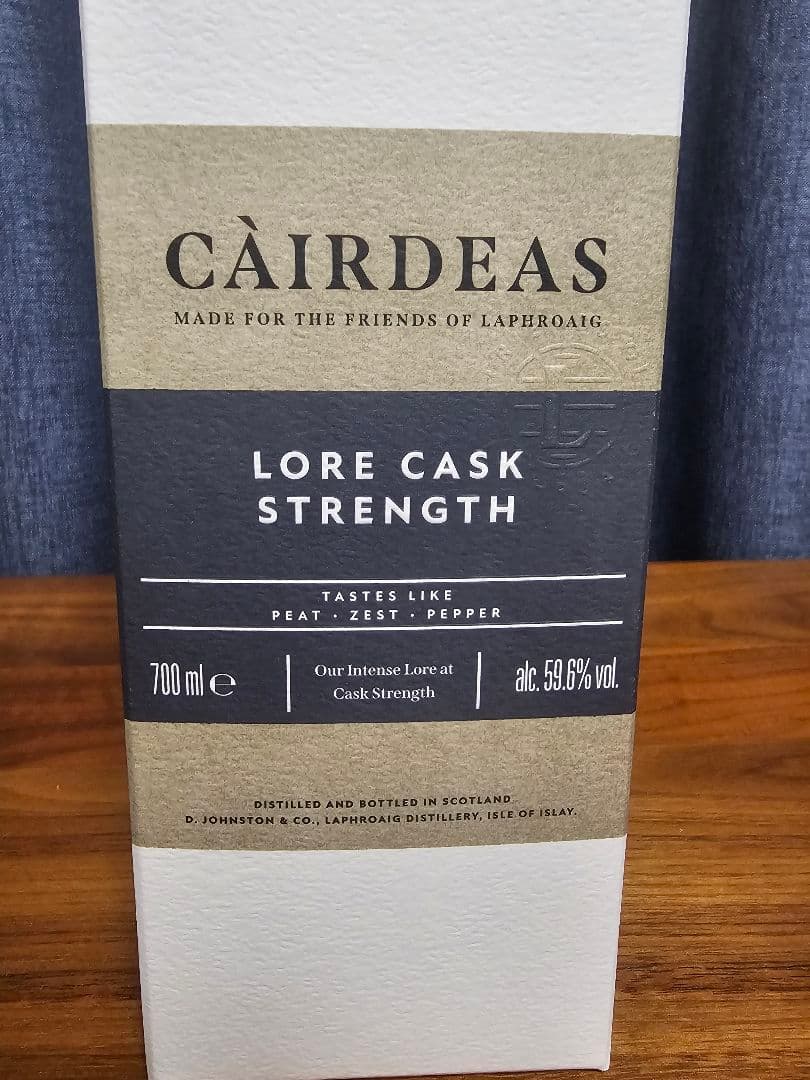 CÀIRDEAS
MADE FOR THE FRIENDS OF LAPHROAIG
LORE CASK
STRENGTH
TASTES LIKE
PEAT · ZEST · PEPPER
700 ml ℮
Our Intense Lore at
Cask Strength
alc. 59.6% vol.
DISTILLED AND BOTTLED IN SCOTLAND
D. JOHNSTON & CO., LAPHROAIG DISTILLERY, ISLE OF ISLAY.